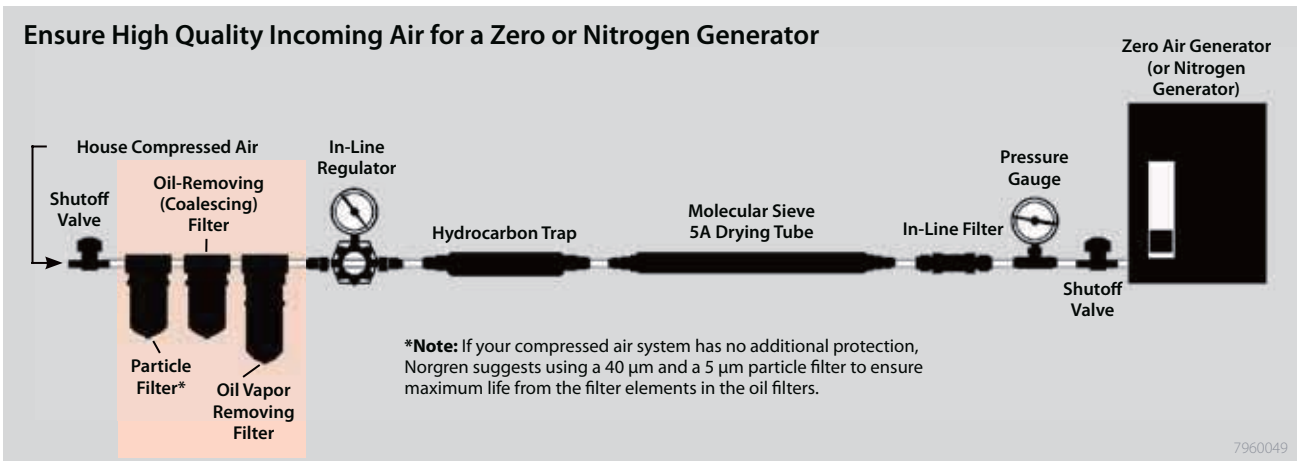 Ensure High Quality Incoming Air for a Zero or Nitrogen Generator
Zero Air Generator
(or Nitrogen
Generator)
House Compressed Air
Shutoff
Valve
Oil-Removing
(Coalescing)
Filter
In-Line
Regulator
Hydrocarbon Trap
Molecular Sieve
5A Drying Tube
In-Line Filter
Pressure
Gauge
Shutoff
Valve
Particle
Filter*
Oil Vapor
Removing
Filter
*Note: If your compressed air system has no additional protection,
Norgren suggests using a 40 µm and a 5 µm particle filter to ensure
maximum life from the filter elements in the oil filters.
7960049